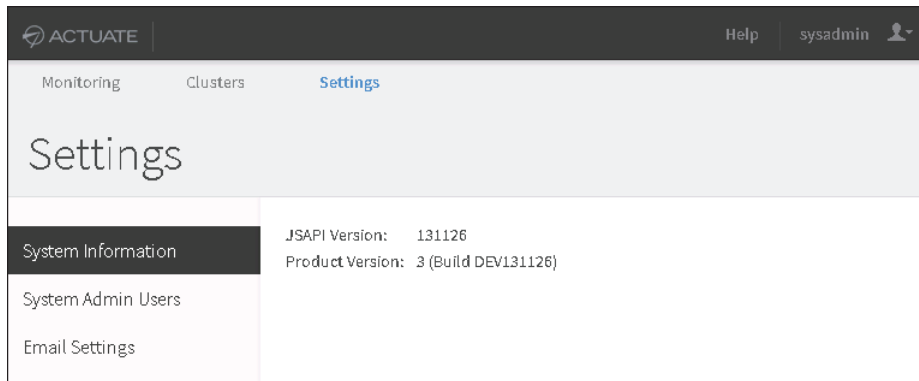 ACTUATE Help sysadmin
Monitoring Clusters Settings
Settings
System Information
System Admin Users
Email Settings
JSAPI Version: 131126
Product Version: 3 (Build DEV131126)